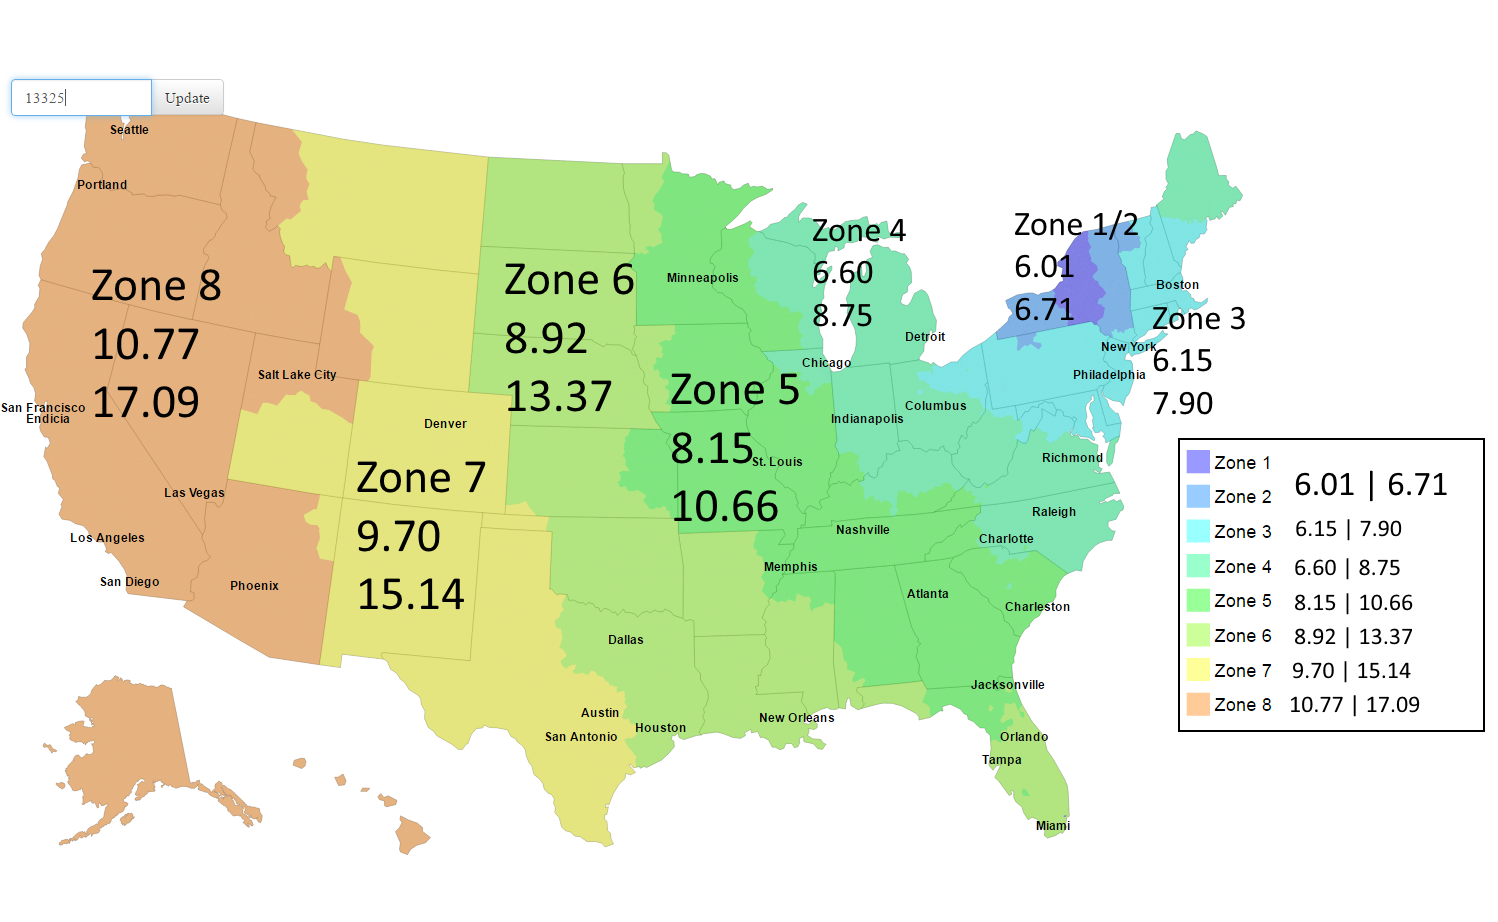 13325
Update
Seattle
Portland
Zone 8
10.77
17.09
San Francisco
Endicia
Salt Lake City
Las Vegas
Los Angeles
San Diego
Phoenix
Denver
Zone 7
9.70
15.14
Zone 6
8.92
13.37
Minneapolis
Zone 5
8.15
10.66
St. Louis
Zone 4
6.60
8.75
Detroit
Chicago
Indianapolis
Columbus
Zone 1/2
6.01
6.71
Boston
Zone 3
6.15
7.90
New York
Philadelphia
Richmond
Raleigh
Charlotte
Nashville
Memphis
Atlanta
Charleston
Dallas
Austin
San Antonio
Houston
New Orleans
Jacksonville
Orlando
Tampa
Miami
Zone 1
Zone 2
6.01 | 6.71
Zone 3 6.15 | 7.90
Zone 4 6.60 | 8.75
Zone 5 8.15 | 10.66
Zone 6 8.92 | 13.37
Zone 7 9.70 | 15.14
Zone 8 10.77 | 17.09